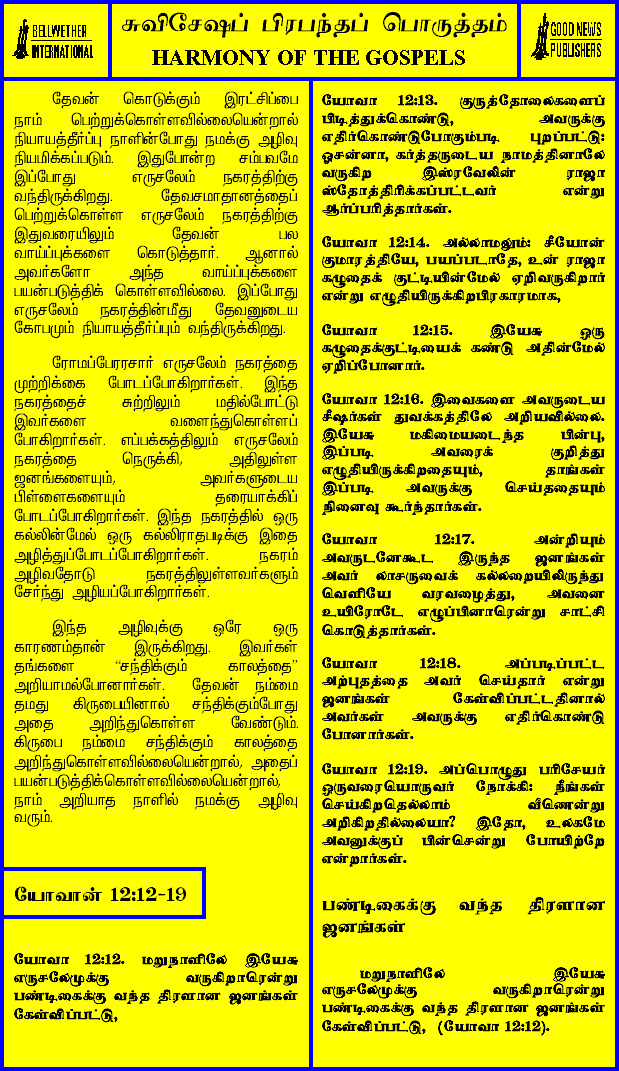 BELLWETHER
INTERNATIONAL
சுவிசேஷப் பிரபந்தப் பொருத்தம்
HARMONY OF THE GOSPELS
GOOD NEWS
PUBLISHERS
தேவன் கொடுக்கும் இரட்சிப்பை
நாம் பெற்றுக்கொள்ளவில்லையென்றால்
நியாயத்தீர்ப்பு நாளின்போது நமக்கு அழிவு
நியமிக்கப்படும். இதுபோன்ற சம்பவமே
இப்போது எருசலேம் நகரத்திற்கு
வந்திருக்கிறது. தேவசமாதானத்தைப்
பெற்றுக்கொள்ள எருசலேம் நகரத்திற்கு
இதுவரையிலும் தேவன் பல
வாய்ப்புக்களை கொடுத்தார். ஆனால்
அவர்களோ அந்த வாய்ப்புக்களை
பயன்படுத்திக் கொள்ளவில்லை. இப்போது
எருசலேம் நகரத்தின்மீது தேவனுடைய
கோபமும் நியாயத்தீர்ப்பும் வந்திருக்கிறது.
ரோமப்பேரரசார் எருசலேம் நகரத்தை
முற்றிக்கை போடப்போகிறார்கள். இந்த
நகரத்தைச் சுற்றிலும் மதில்போட்டு
இவர்களை வளைந்துகொள்ளப்
போகிறார்கள். எப்பக்கத்திலும் எருசலேம்
நகரத்தை நெருக்கி, அதிலுள்ள
ஜனங்களையும், அவர்களுடைய
பிள்ளைகளையும் தரையாக்கிப்
போடப்போகிறார்கள். இந்த நகரத்தில் ஒரு
கல்லின்மேல் ஒரு கல்லிராதபடிக்கு இதை
அழித்துப்போடப்போகிறார்கள். நகரம்
அழிவதோடு நகரத்திலுள்ளவர்களும்
சேர்ந்து அழியப்போகிறார்கள்.
இந்த அழிவுக்கு ஒரே ஒரு
காரணம்தான் இருக்கிறது. இவர்கள்
தங்களை “சந்திக்கும் காலத்தை”
அறியாமல்போனார்கள். தேவன் நம்மை
தமது கிருபையினால் சந்திக்கும்போது
அதை அறிந்துகொள்ள வேண்டும்.
கிருபை நம்மை சந்திக்கும் காலத்தை
அறிந்துகொள்ளவில்லையென்றால், அதைப்
பயன்படுத்திக்கொள்ளவில்லையென்றால்,
நாம் அறியாத நாளில் நமக்கு அழிவு
வரும்.
யோவான் 12:12-19
யோவா 12:12. மறுநாளிலே இயேசு
எருசலேமுக்கு வருகிறாரென்று
பண்டிகைக்கு வந்த திரளான ஜனங்கள்
கேள்விப்பட்டு,
யோவா 12:13. குருத்தோலைகளைப்
பிடித்துக்கொண்டு, அவருக்கு
எதிர்கொண்டுபோகும்படி புறப்பட்டு:
ஓசன்னா, கர்த்தருடைய நாமத்தினாலே
வருகிற இஸ்ரவேலின் ராஜா
ஸ்தோத்திரிக்கப்பட்டவர் என்று
ஆர்ப்பரித்தார்கள்.
யோவா 12:14. அல்லாமலும்: சீயோன்
குமாரத்தியே, பயப்படாதே, உன் ராஜா
கழுதைக் குட்டியின்மேல் ஏறிவருகிறார்
என்று எழுதியிருக்கிறபிரகாரமாக,
யோவா 12:15. இயேசு ஒரு
கழுதைக்குட்டியைக் கண்டு அதின்மேல்
ஏறிப்போனார்.
யோவா 12:16. இவைகளை அவருடைய
சீஷர்கள் துவக்கத்திலே அறியவில்லை.
இயேசு மகிமையடைந்த பின்பு,
இப்படி அவரைக் குறித்து
எழுதியிருக்கிறதையும், தாங்கள்
இப்படி அவருக்கு செய்ததையும்
நினைவு கூர்ந்தார்கள்.
யோவா 12:17. அன்றியும்
அவருடனேகூட இருந்த ஜனங்கள்
அவர் லாசருவைக் கல்லறையிலிருந்து
வெளியே வரவழைத்து, அவனை
உயிரோடே எழுப்பினாரென்று சாட்சி
கொடுத்தார்கள்.
யோவா 12:18. அப்படிப்பட்ட
அற்புதத்தை அவர் செய்தார் என்று
ஜனங்கள் கேள்விப்பட்டதினால்
அவர்கள் அவருக்கு எதிர்கொண்டு
போனார்கள்.
யோவா 12:19. அப்பொழுது பரிசேயர்
ஒருவரையொருவர் நோக்கி: நீங்கள்
செய்கிறதெல்லாம் வீணென்று
அறிகிறதில்லையா? இதோ, உலகமே
அவனுக்குப் பின்சென்று போயிற்றே
என்றார்கள்.
பண்டிகைக்கு வந்த திரளான
ஜனங்கள்
மறுநாளிலே இயேசு
எருசலேமுக்கு வருகிறாரென்று
பண்டிகைக்கு வந்த திரளான ஜனங்கள்
கேள்விப்பட்டு, (யோவா 12:12).